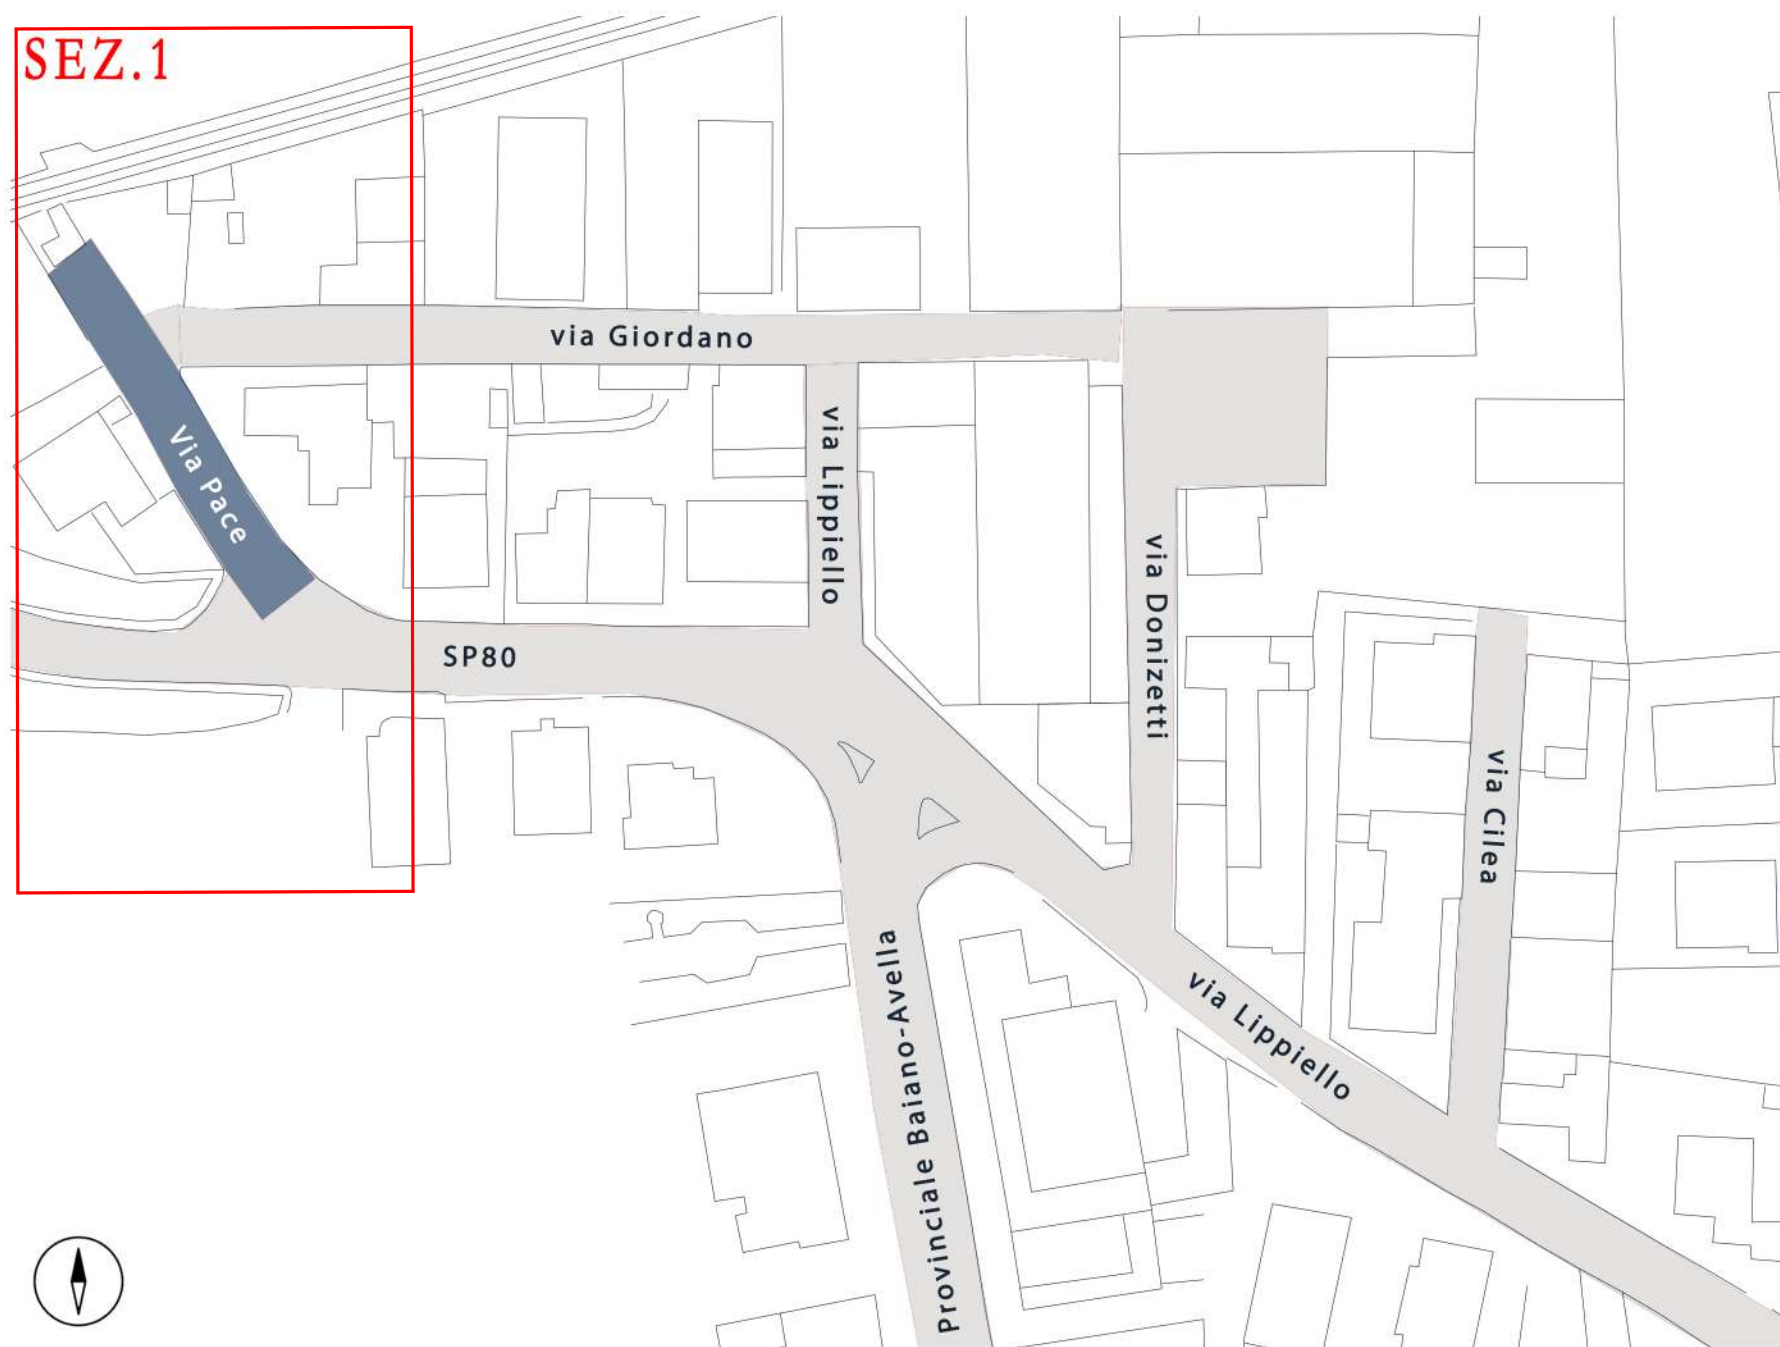 SEZ.1
via Giordano
Via Pace
via Lippiello
SP80
via Donizetti
via Cilea
Provinciale Baiano-Avella
via Lippiello